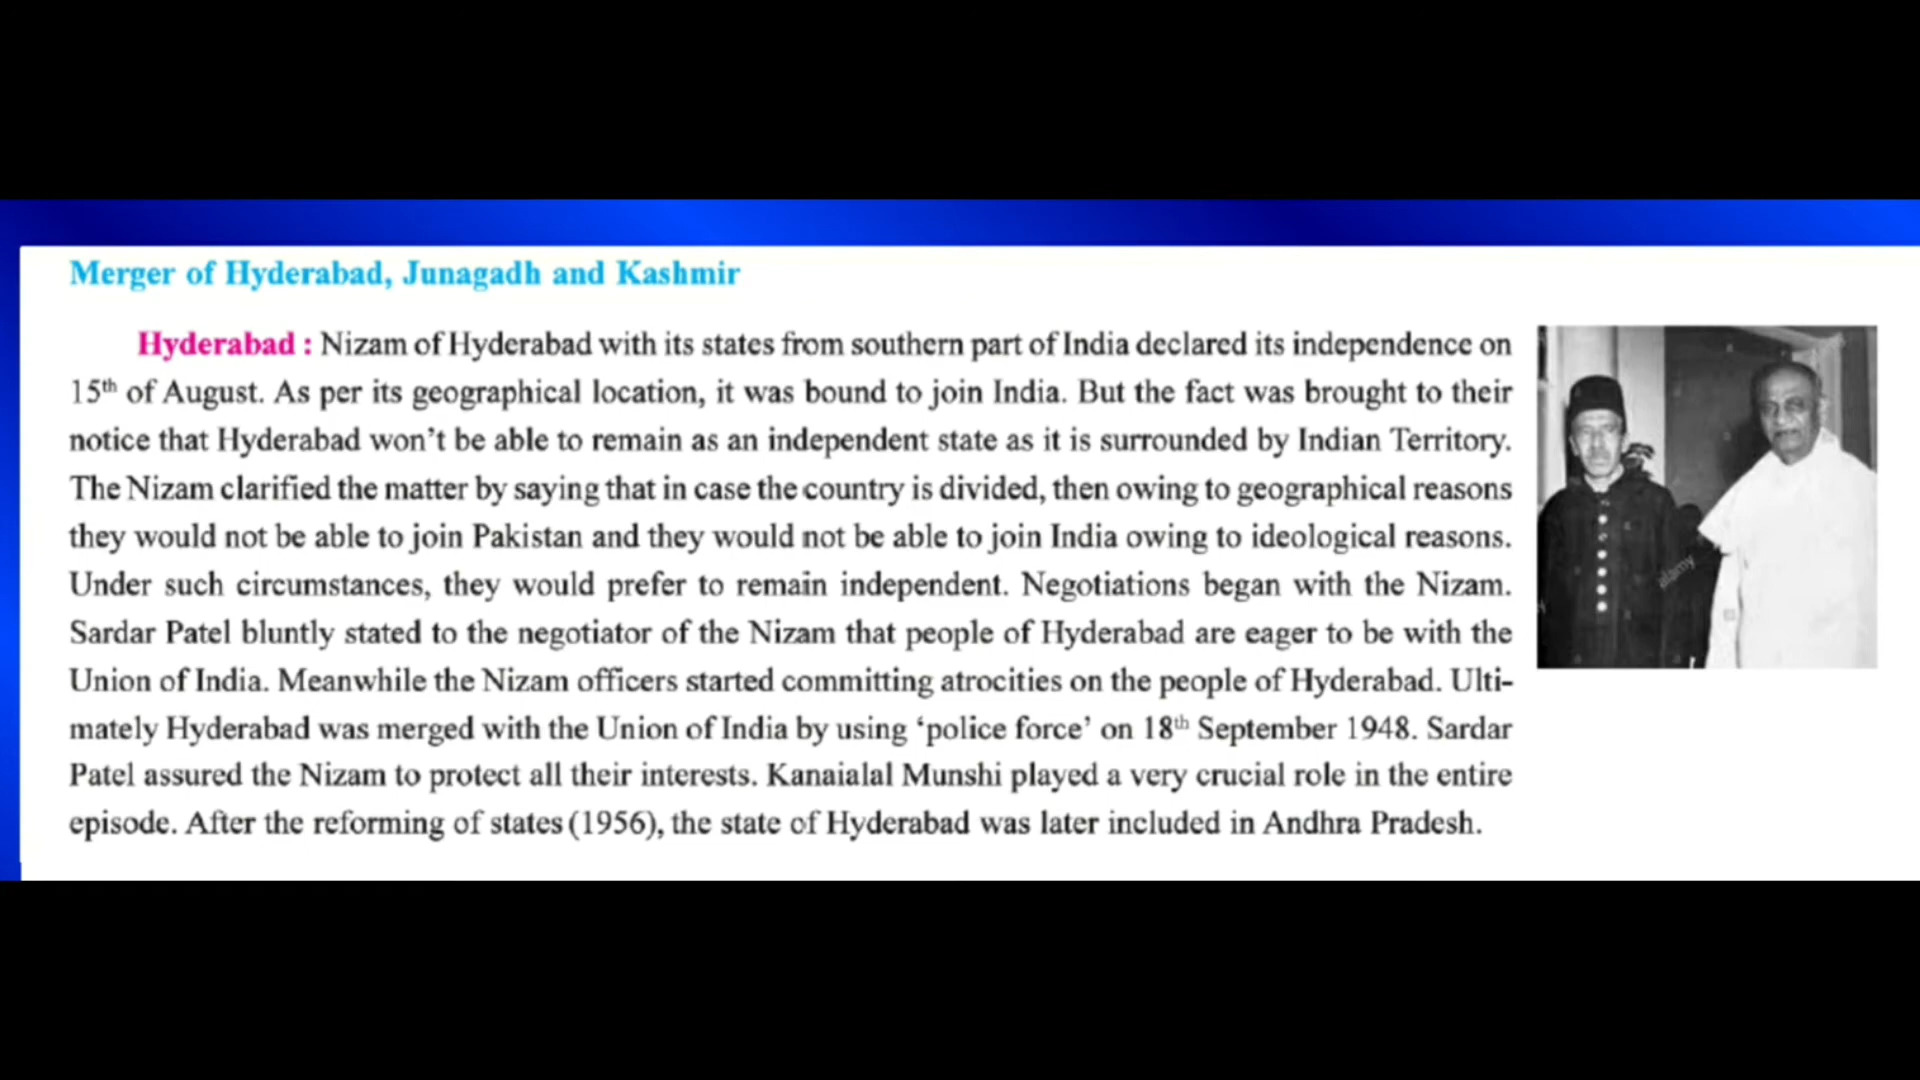 Merger of Hyderabad, Junagadh and Kashmir
Hyderabad : Nizam of Hyderabad with its states from southern part of India declared its independence on
15th of August. As per its geographical location, it was bound to join India. But the fact was brought to their
notice that Hyderabad won’t be able to remain as an independent state as it is surrounded by Indian Territory.
The Nizam clarified the matter by saying that in case the country is divided, then owing to geographical reasons
they would not be able to join Pakistan and they would not be able to join India owing to ideological reasons.
Under such circumstances, they would prefer to remain independent. Negotiations began with the Nizam.
Sardar Patel bluntly stated to the negotiator of the Nizam that people of Hyderabad are eager to be with the
Union of India. Meanwhile the Nizam officers started committing atrocities on the people of Hyderabad. Ulti-
mately Hyderabad was merged with the Union of India by using ‘police force’ on 18th September 1948. Sardar
Patel assured the Nizam to protect all their interests. Kanaialal Munshi played a very crucial role in the entire
episode. After the reforming of states (1956), the state of Hyderabad was later included in Andhra Pradesh.
alamy